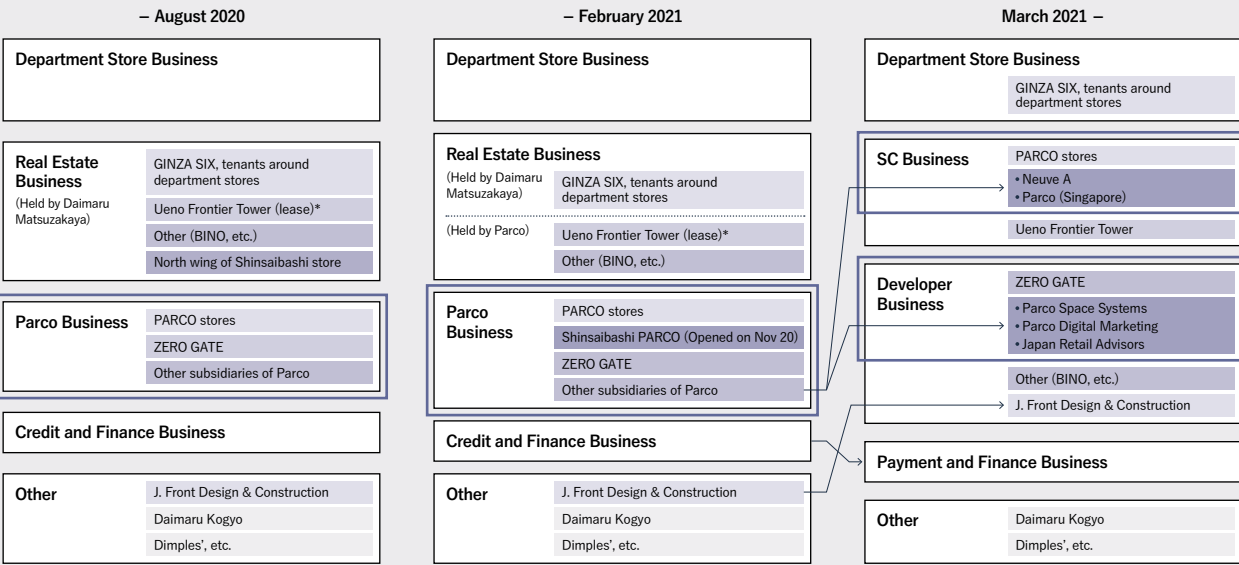 – August 2020
Department Store Business
Real Estate
Business
(Held by Daimaru
Matsuzakaya)
GINZA SIX, tenants around
department stores
Ueno Frontier Tower (lease)*
Other (BINO, etc.)
North wing of Shinsaibashi store
Parco Business
PARCO stores
ZERO GATE
Other subsidiaries of Parco
Credit and Finance Business
Other
J. Front Design & Construction
Daimaru Kogyo
Dimples', etc.
– February 2021
Department Store Business
Real Estate Business
(Held by Daimaru
Matsuzakaya)
GINZA SIX, tenants around
department stores
(Held by Parco)
Ueno Frontier Tower (lease)*
Other (BINO, etc.)
Parco
Business
PARCO stores
Shinsaibashi PARCO (Opened on Nov 20)
ZERO GATE
Other subsidiaries of Parco
Credit and Finance Business
Other
J. Front Design & Construction
Daimaru Kogyo
Dimples', etc.
March 2021 –
Department Store Business
GINZA SIX, tenants around
department stores
SC Business
PARCO stores
• Neuve A
• Parco (Singapore)
Ueno Frontier Tower
Developer
Business
ZERO GATE
• Parco Space Systems
• Parco Digital Marketing
• Japan Retail Advisors
Other (BINO, etc.)
J. Front Design & Construction
Payment and Finance Business
Other
Daimaru Kogyo
Dimples', etc.